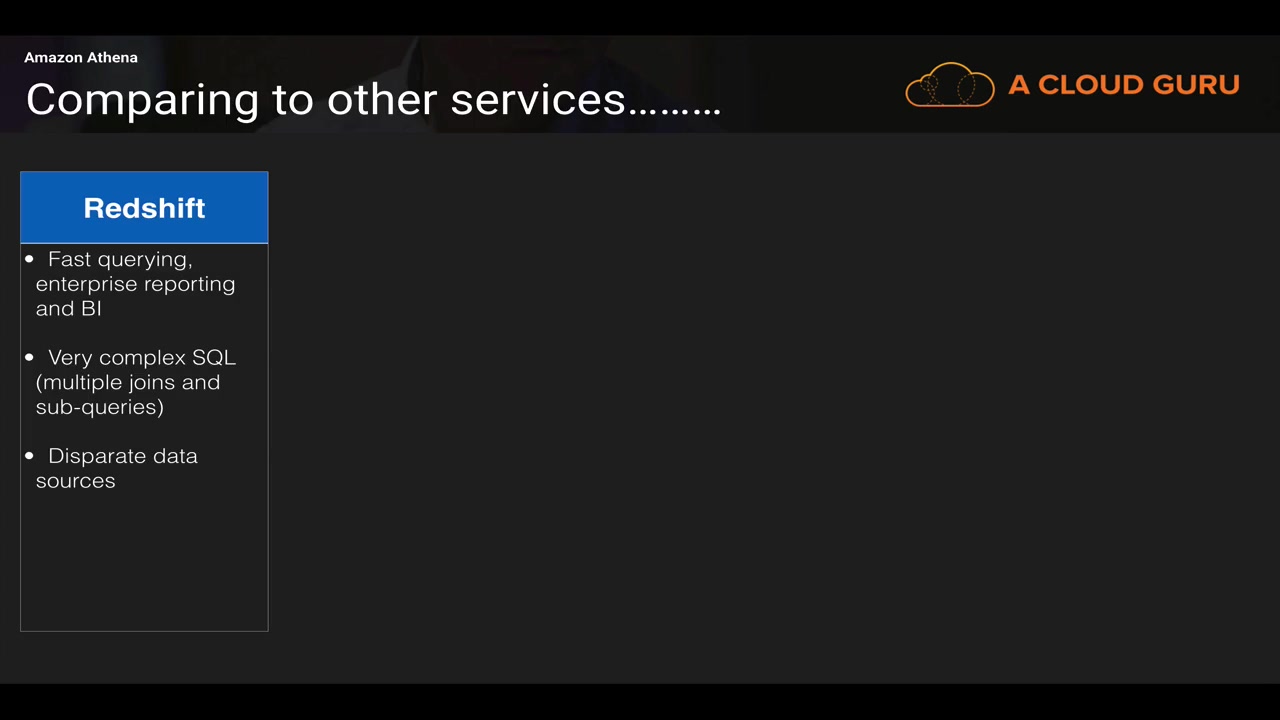 Amazon Athena
Comparing to other services.........
A CLOUD GURU
Redshift
• Fast querying,
enterprise reporting
and BI
• Very complex SQL
(multiple joins and
sub-queries)
• Disparate data
sources